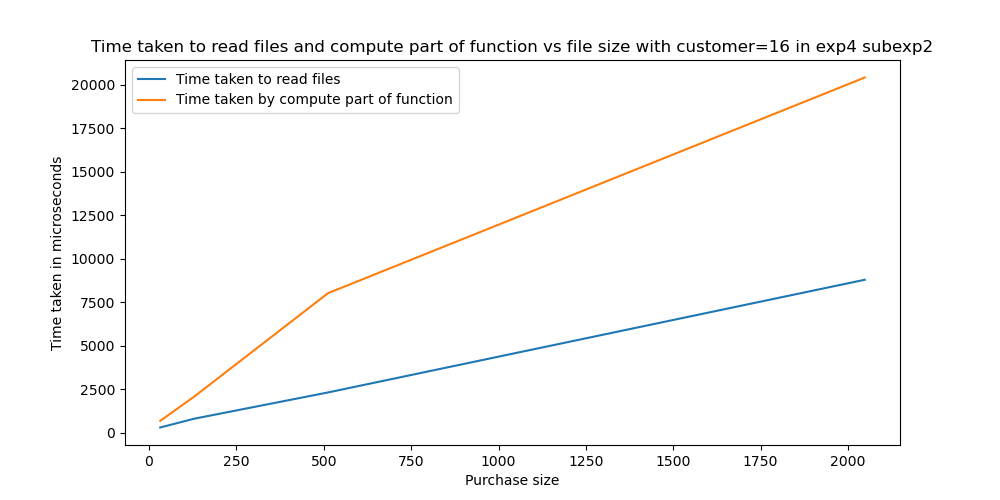 Time taken to read files and compute part of function vs file size with customer=16 in exp4 subexp2
Time taken to read files
Time taken by compute part of function
Time taken in microseconds
20000
17500
15000
12500
10000
7500
5000
2500
0
0 250 500 750 1000 1250 1500 1750 2000
Purchase size